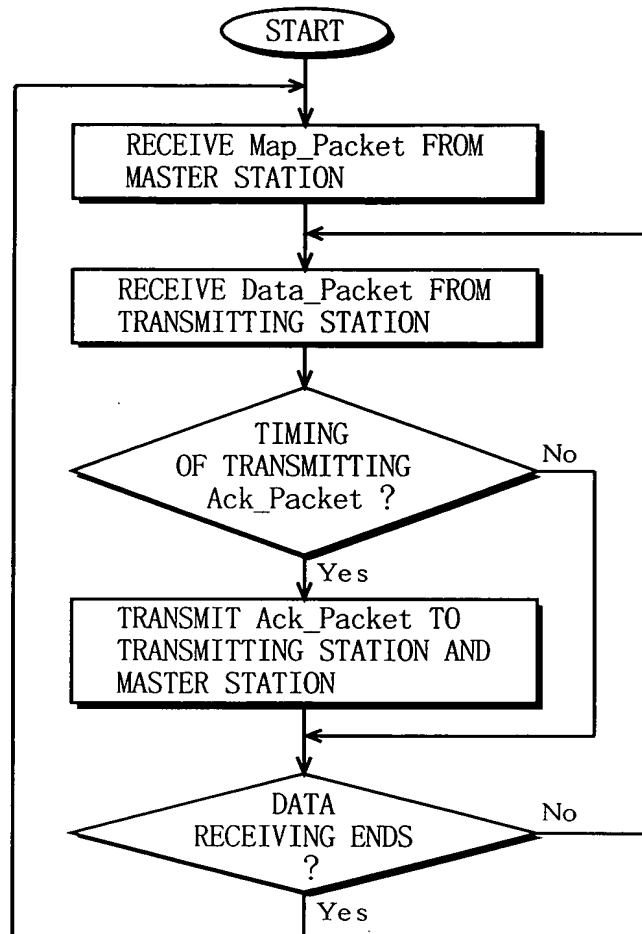 START
RECEIVE Map_Packet FROM
MASTER STATION
RECEIVE Data_Packet FROM
TRANSMITTING STATION
TIMING
OF TRANSMITTING
Ack_Packet ?
No
Yes
TRANSMIT Ack_Packet TO
TRANSMITTING STATION AND
MASTER STATION
DATA
RECEIVING ENDS
?
No
Yes